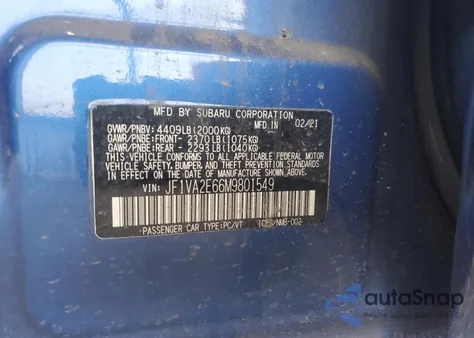 MFD BY SUBARU CORPORATION
GVWR/PNBV: 4409LB(2000KG) MFD IN 02/21
GAWR/PNBE:FRONT- 2370LB(1075KG)
GAWR/PNBE:REAR - 2293LB(1040KG)
THIS VEHICLE CONFORMS TO ALL APPLICABLE FEDERAL MOTOR
VEHICLE SAFETY, BUMPER, AND THEFT PREVENTION STANDARDS
IN EFFECT ON THE DATE OF MANUFACTURE SHOWN ABOVE.
VIN: JF1VA2E66M9801549
PASSENGER CAR TYPE:PC/VT
autaSnap